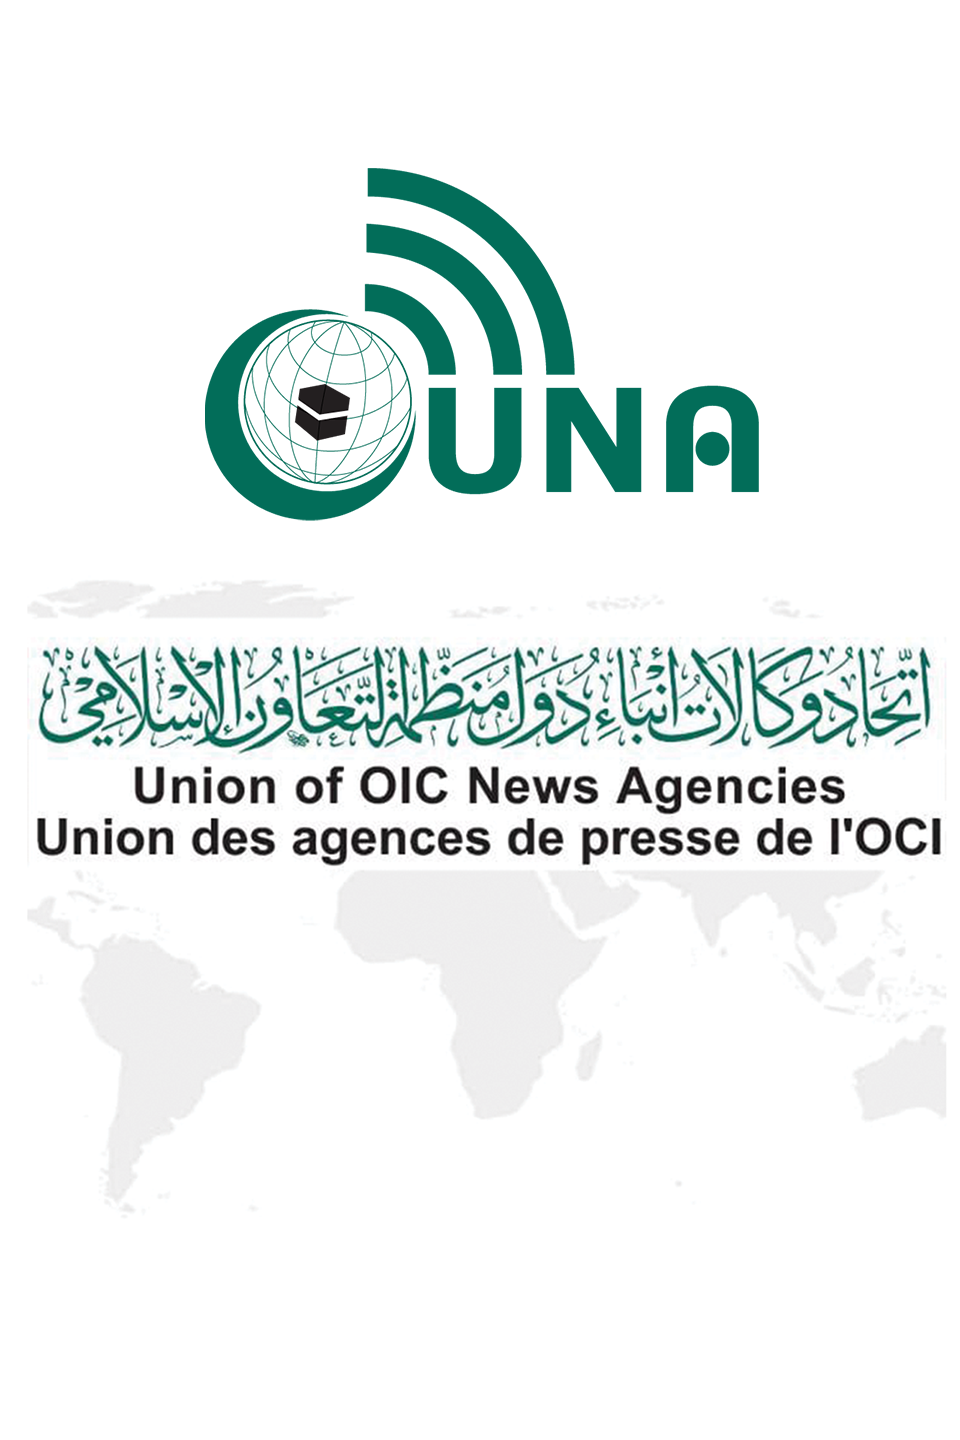 UNA
اتحاد وكالات أنباء دول منظمة التعاون الإسلامي
Union of OIC News Agencies
Union des agences de presse de l'OCI